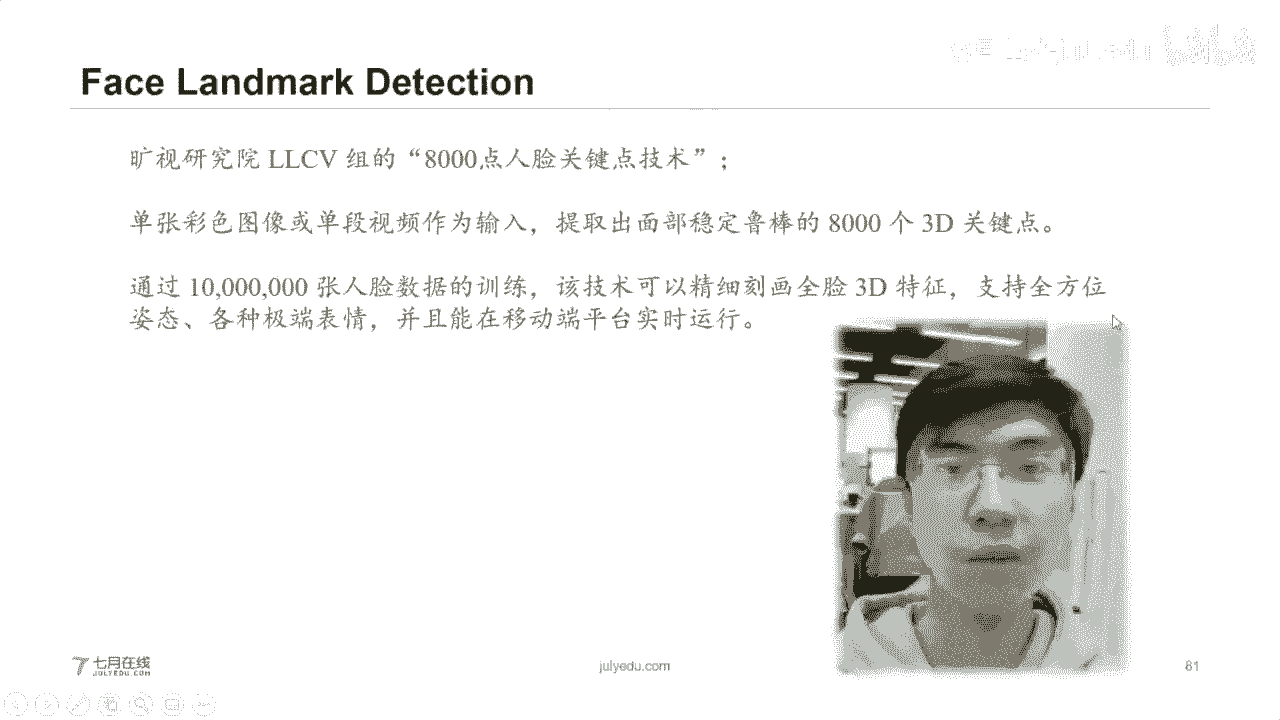 Face Landmark Detection
旷视研究院 LLCV 组的“8000点人脸关键点技术”；
单张彩色图像或单段视频作为输入，提取出面部稳定鲁棒的 8000 个 3D 关键点。
通过 10,000,000 张人脸数据的训练，该技术可以精细刻画全脸 3D 特征，支持全方位
姿态、各种极端表情，并且能在移动端平台实时运行。
七月在线
JULYEDU.COM
julyedu.com
81